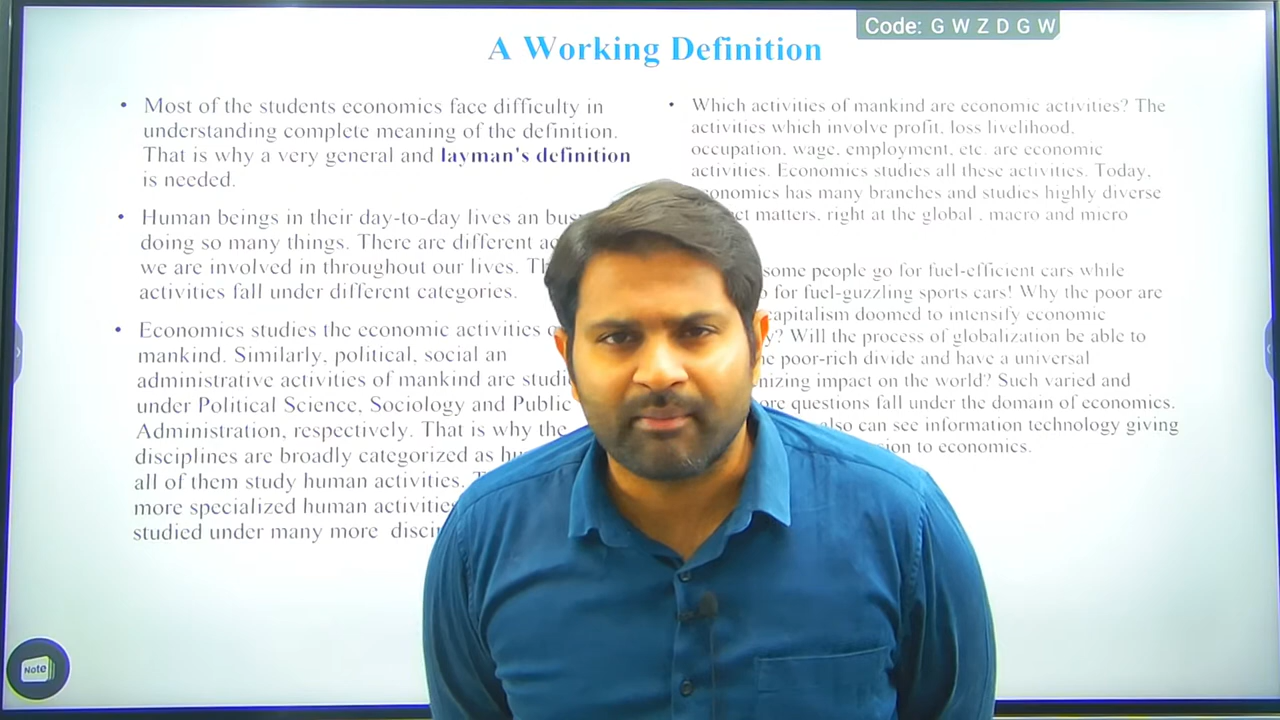 Code: G W Z D G W
A Working Definition
• Most of the students economics face difficulty in
understanding complete meaning of the definition.
That is why a very general and layman's definition
is needed.
• Human beings in their day-to-day lives an
doing so many things. There are different
we are involved in throughout our lives.
activities fall under different categories.
• Economics studies the economic activities
mankind. Similarly, political, social an
administrative activities of mankind are
under Political Science, Sociology and Public
Administration, respectively. That is why the
disciplines are broadly categorized as
all of them study human activities.
more specialized human
studied under many more
• Which activities of mankind are economic activities? The
activities which involve profit, loss livelihood,
occupation, wage, employment, etc. are economic
activities. Economics studies all these activities. Today,
economics has many branches and studies highly diverse
matters, right at the global , macro and micro
some people go for fuel-efficient cars while
for fuel-guzzling sports cars! Why the poor are
capitalism doomed to intensify economic
Will the process of globalization be able to
poor-rich divide and have a universal
impact on the world? Such varied and
questions fall under the domain of economics.
also can see information technology giving
to economics.
Note